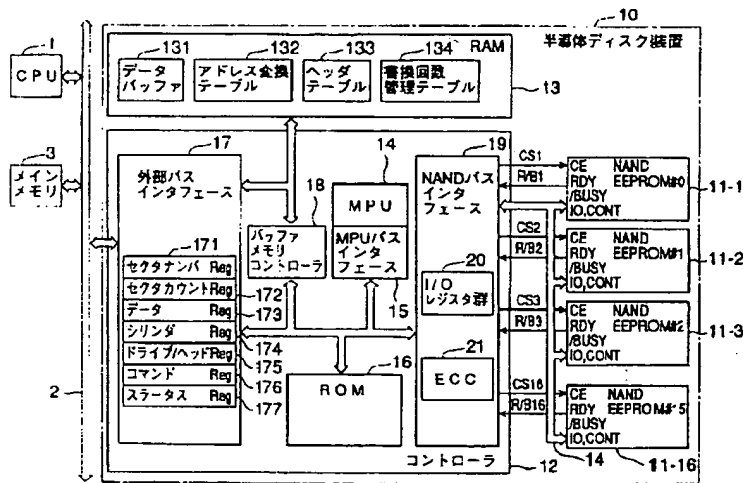 10
半導体ディスク装置
1
CPU
3
メイン
メモリ
2
131
132
133
134
RAM
データ
バッファ
アドレス変換
テーブル
ヘッダ
テーブル
書換回数
管理テーブル
13
17
外部バス
インタフェース
171
セクタナンバ Reg
セクタカウント Reg
172
データ Reg
173
シリンダ Reg
174
ドライブ/ヘッド Reg
175
コマンド Reg
176
スラータス Reg
177
18
バッファ
メモリ
コントローラ
14
MPU
MPUバス
インタ
フェース
15
16
ROM
19
NANDバス
インタ
フェース
20
I/O
レジスタ群
21
ECC
コントローラ
12
CS1
R/B1
CS2
R/B2
CS3
R/B3
CS16
R/B16
CE NAND
RDY EEPROM#0
/BUSY
IO,CONT
11-1
CE NAND
RDY EEPROM#1
/BUSY
IO,CONT
11-2
CE NAND
RDY EEPROM#2
/BUSY
IO,CONT
11-3
CE NAND
RDY EEPROM#15
/BUSY
IO,CONT
14
11-16